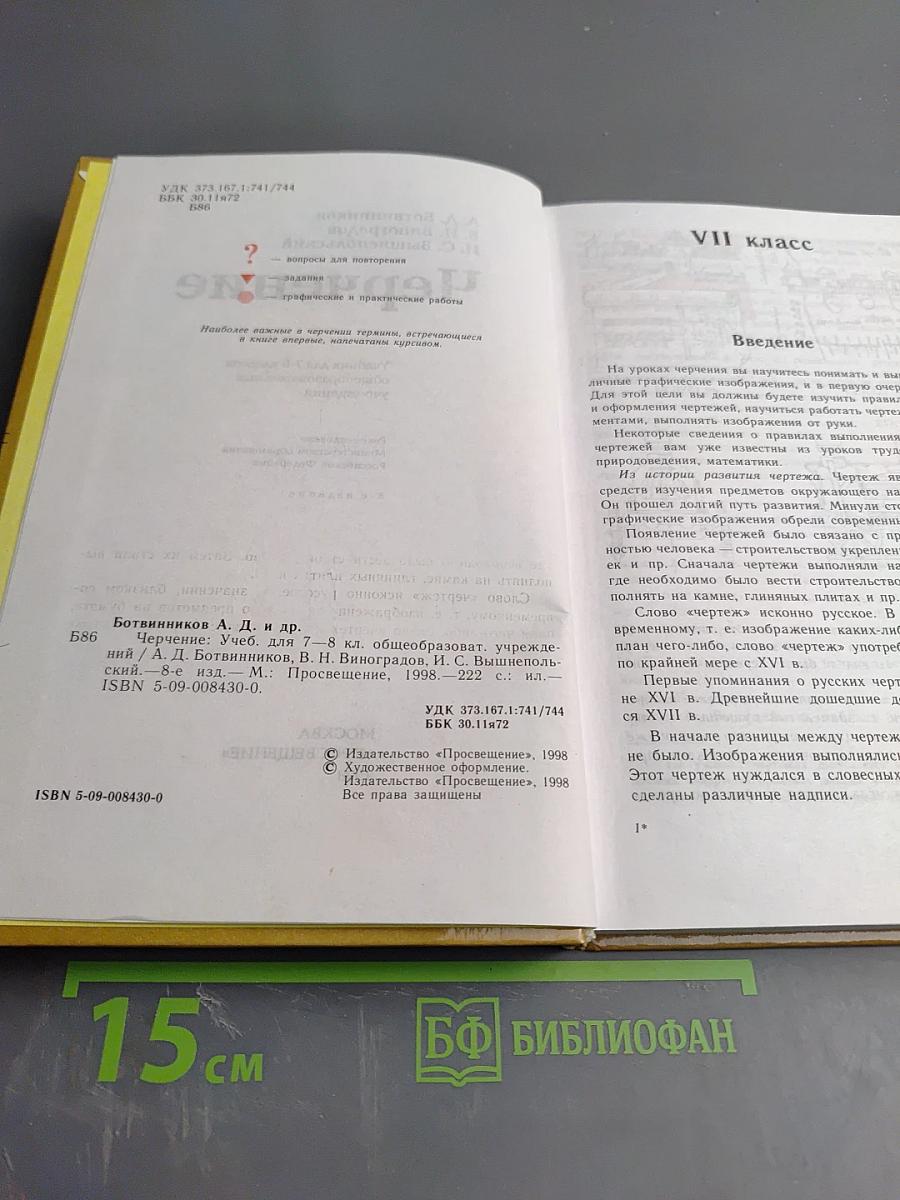 УДК 373.167.1:741/744
ББК 30.11я72
Б86
? — вопросы для повторения
— задания
— графические и практические работы
Наиболее важные в черчении термины, встречающиеся
в книге впервые, напечатаны курсивом.
Ботвинников А. Д. и др.
Б86 Черчение: Учеб. для 7—8 кл. общеобразоват. учрежде-
ний / А. Д. Ботвинников, В. Н. Виноградов, И. С. Вышнеполь-
ский.—8-е изд.— М.: Просвещение, 1998.—222 с.: ил.—
ISBN 5-09-008430-0.
УДК 373.167.1:741/744
ББК 30.11я72
© Издательство «Просвещение», 1998
© Художественное оформление.
Издательство «Просвещение», 1998
Все права защищены
ISBN 5-09-008430-0
VII класс
Введение
На уроках черчения вы научитесь понимать и вы
личные графические изображения, и в первую очер
Для этой цели вы должны будете изучить правил
и оформления чертежей, научиться работать черте
ментами, выполнять изображения от руки.
Некоторые сведения о правилах выполнения
чертежей вам уже известны из уроков труд
природоведения, математики.
Из истории развития чертежа. Чертеж яв
средств изучения предметов окружающего на
Он прошел долгий путь развития. Минули сто
графические изображения обрели современны
Появление чертежей было связано с пр
ностью человека — строительством укреплен
ек и пр. Сначала чертежи выполняли на
где необходимо было вести строительство
полнять на камне, глиняных плитах и пр.
Слово «чертеж» исконно русское. В
временному, т. е. изображение каких-либ
план чего-либо, слово «чертеж» употреб
по крайней мере с XVI в.
Первые упоминания о русских черт
не XVI в. Древнейшие дошедшие до
ся XVII в.
В начале разницы между чертеж
не было. Изображения выполнялис
Этот чертеж нуждался в словесных
сделаны различные надписи.
1*
15 см
БФ БИБЛИОФАН